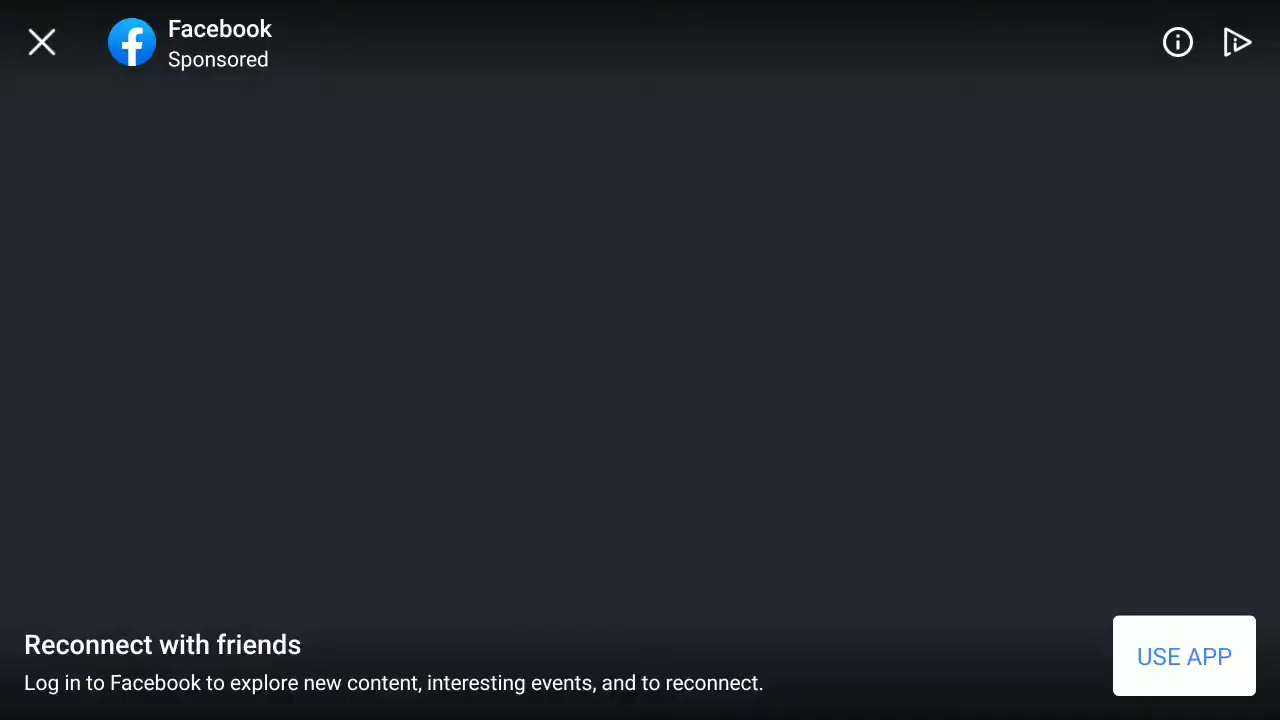 Facebook
Sponsored
Reconnect with friends
Log in to Facebook to explore new content, interesting events, and to reconnect.
USE APP